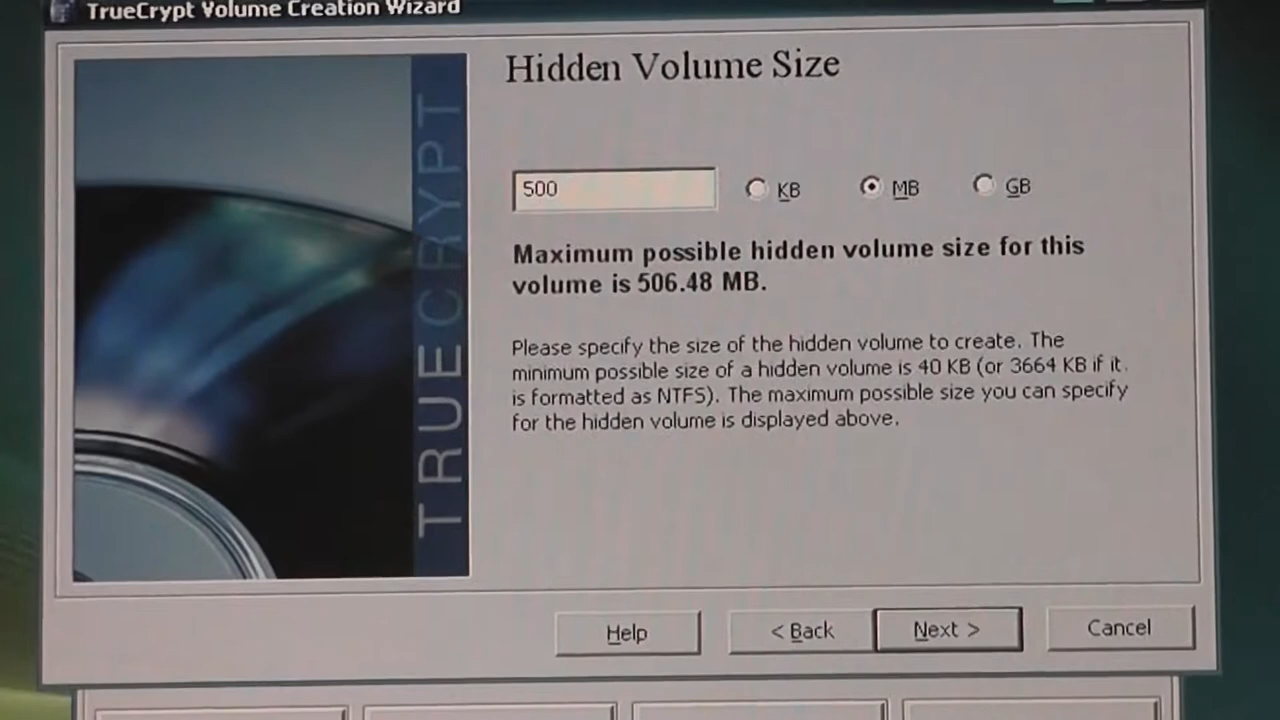 TrueCrypt Volume Creation Wizard
TRUECRYPT
Hidden Volume Size
500
KB
MB
GB
Maximum possible hidden volume size for this
volume is 506.48 MB.
Please specify the size of the hidden volume to create. The
minimum possible size of a hidden volume is 40 KB (or 3664 KB if it
is formatted as NTFS). The maximum possible size you can specify
for the hidden volume is displayed above.
Help
< Back
Next >
Cancel